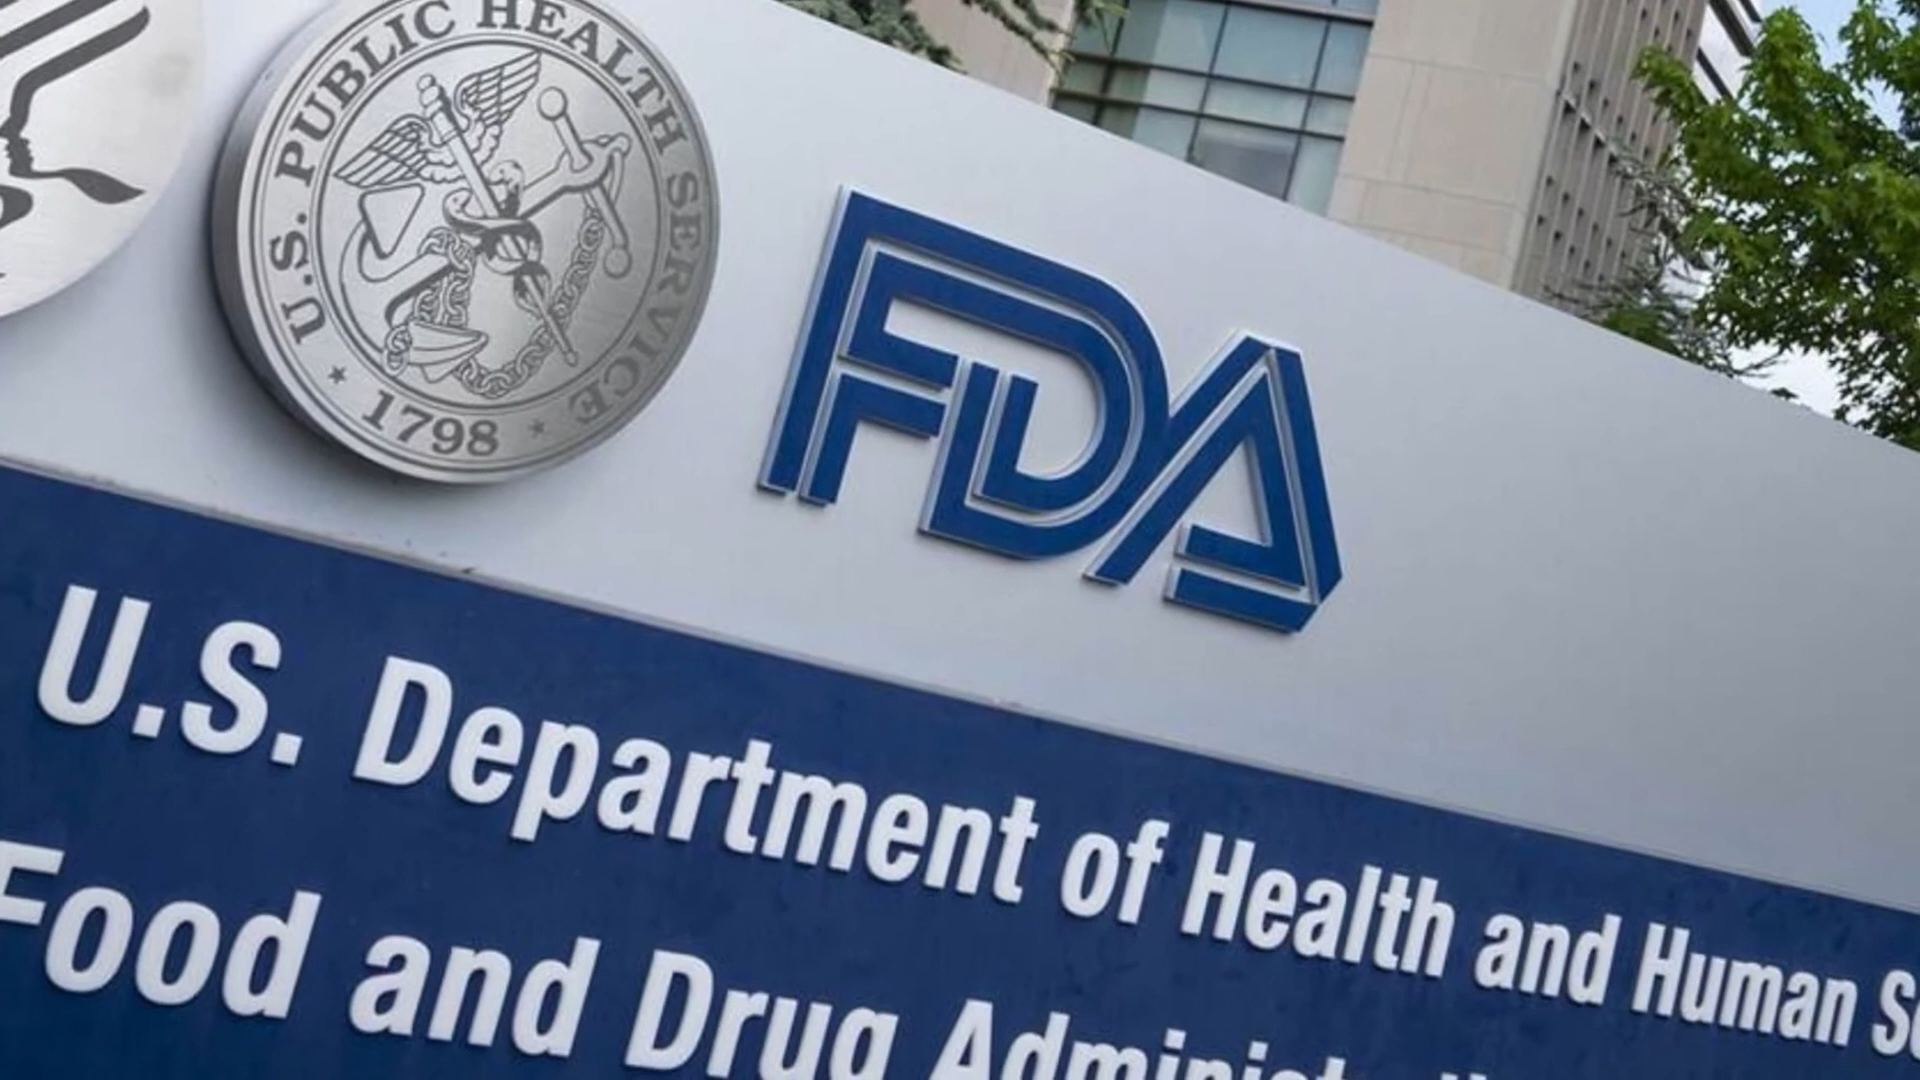 U.S. PUBLIC HEALTH SERVICE
* 1798 *
FDA
U.S. Department of Health and Human
Food and Drug